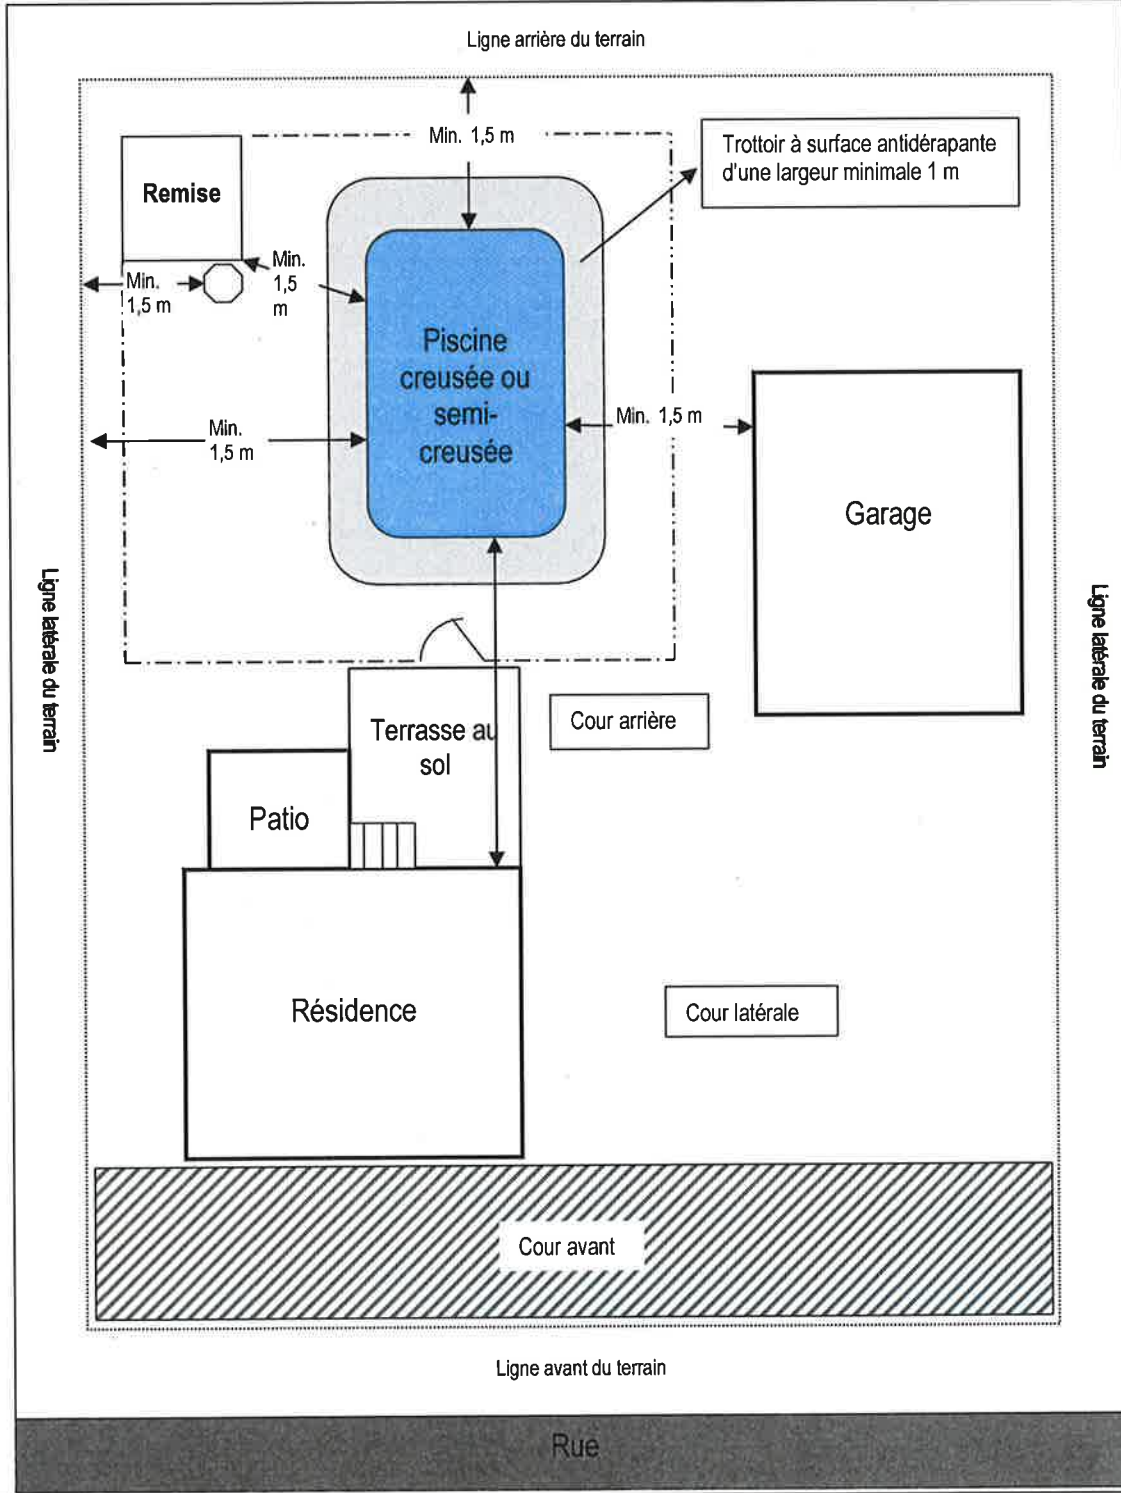 Ligne arrière du terrain
Min. 1,5 m
Trottoir à surface antidérapante
d'une largeur minimale 1 m
Remise
Min.
1,5
m
Min.
1,5 m
Piscine
creusée ou
semi-
creusée
Min.
1,5 m
Min. 1,5 m
Garage
Ligne latérale du terrain
Ligne latérale du terrain
Cour arrière
Terrasse au
sol
Patio
Résidence
Cour latérale
Cour avant
Ligne avant du terrain
Rue